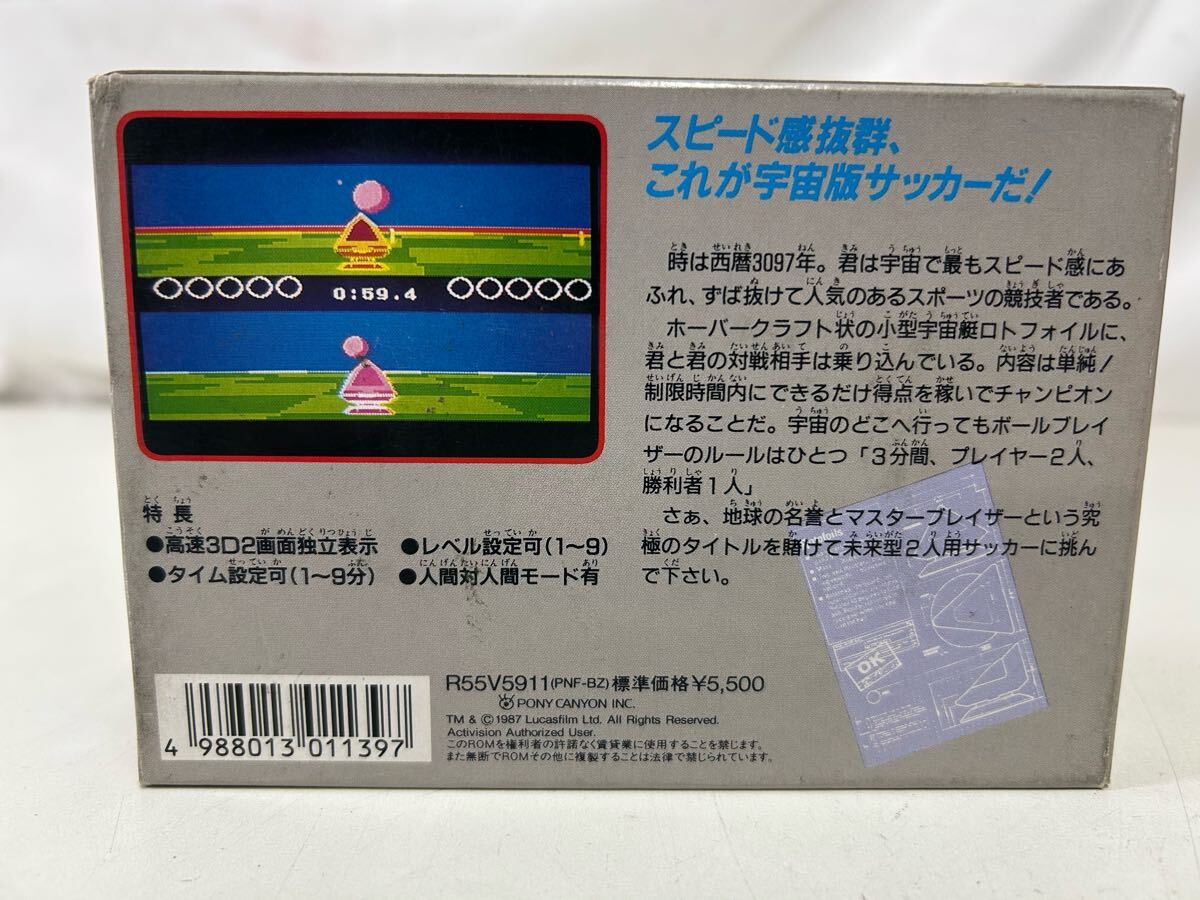 スピード感抜群、
これが宇宙版サッカーだ!
時は西暦3097年。君は宇宙で最もスピード感にあ
ふれ、ずば抜けて人気のあるスポーツの競技者である。
ホーバークラフト状の小型宇宙艇ロトフォイルに、
君と君の対戦相手は乗り込んでいる。内容は単純!
制限時間内にできるだけ得点を稼いでチャンピオン
になることだ。宇宙のどこへ行ってもボールブレイ
ザーのルールはひとつ「3分間、プレイヤー2人、
勝利者1人」
さぁ、地球の名誉とマスターブレイザーという究
極のタイトルを賭けて未来型2人用サッカーに挑ん
で下さい。
0:59.4
特長
●高速3D2画面独立表示
●レベル設定可(1〜9)
●タイム設定可(1〜9分)
●人間対人間モード有
OK
R55V5911(PNF-BZ)標準価格¥5,500
PONY CANYON INC.
TM & ©1987 Lucasfilm Ltd. All Rights Reserved.
Activision Authorized User.
このROMを権利者の許諾なく賃貸業に使用することを禁じます。
また無断でROMその他に複製することは法律で禁じられています。
4 988013 011397